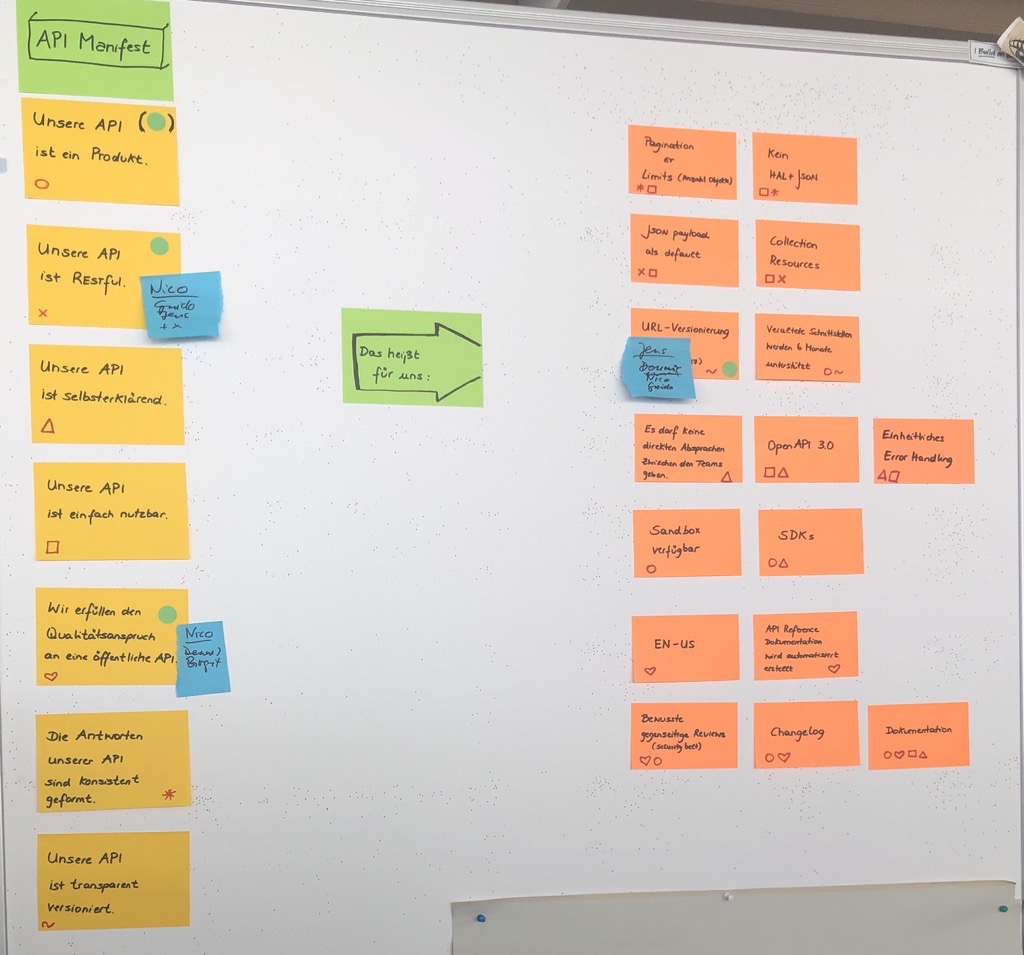 API Manifest
Unsere API ( )
ist ein Produkt.
Unsere API
ist RESTful.
Nico
Guido
Jens
+ x
Unsere API
ist selbsterklärend.
Unsere API
ist einfach nutzbar.
Wir erfüllen den
Qualitätsanspruch
an eine öffentliche API.
Nico
Birgit
Die Antworten
unserer API
sind konsistent
geformt.
Unsere API
ist transparent
versioniert.
Das heißt
für uns:
Pagination
Limits (Anzahl Objekte)
Kein
HAL+JSON
JSON payload
als default
Collection
Resources
URL-Versionierung
Jens
Nico
Guido
Veraltete Schnittstellen
werden 6 Monate
unterstützt
Es darf keine
direkten Absprachen
zwischen den Teams
geben.
OpenAPI 3.0
Einheitliches
Error Handling
Sandbox
verfügbar
SDKs
EN-US
API Reference
Dokumentation
wird automatisiert
erstellt
Bewusste
gegenseitige Reviews
Changelog
Dokumentation
I Build